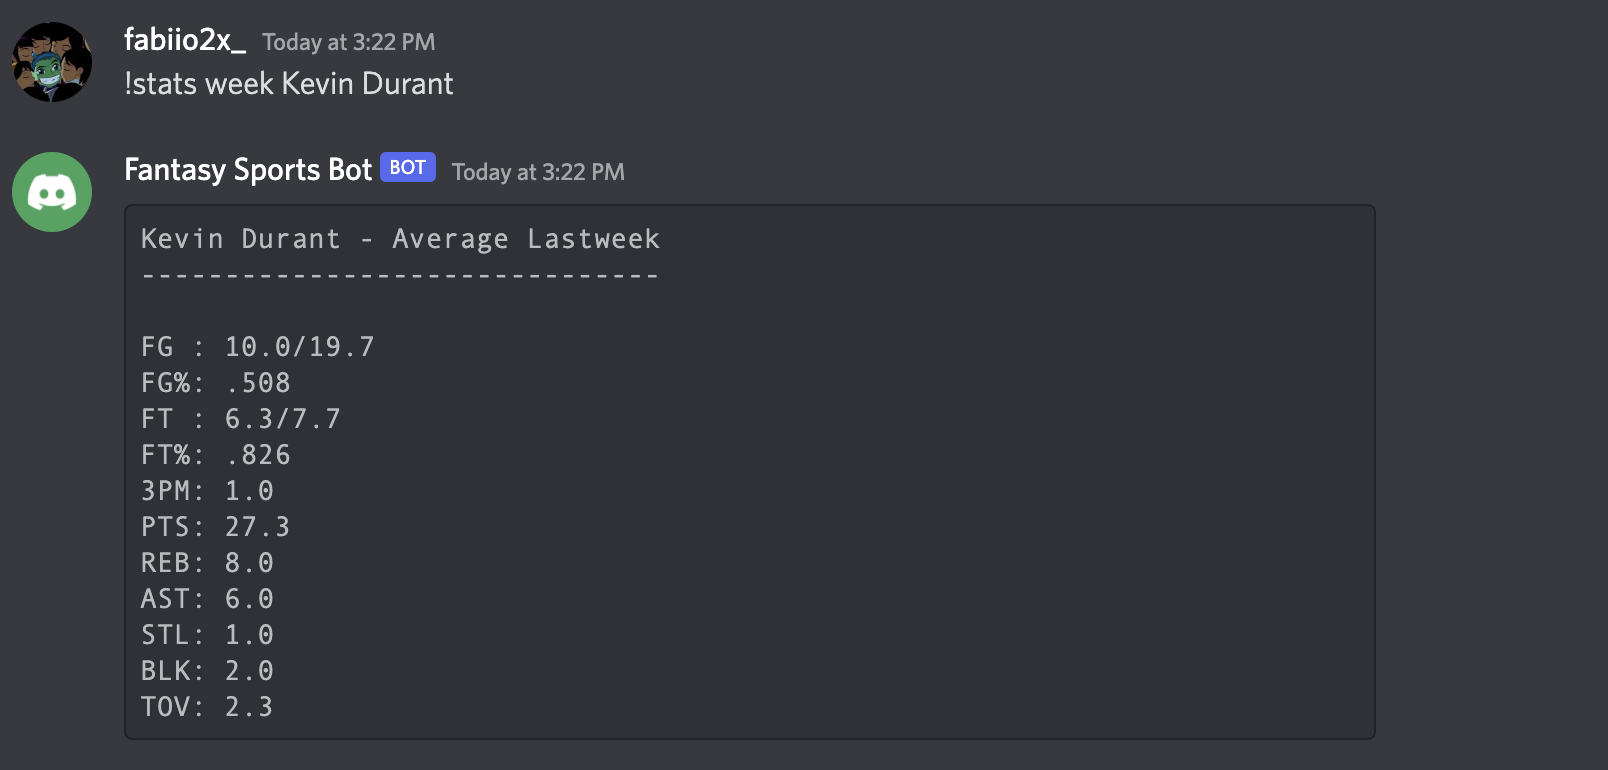 fabiio2x_ Today at 3:22 PM
!stats week Kevin Durant
Fantasy Sports Bot BOT Today at 3:22 PM
Kevin Durant - Average Lastweek
-------------------------------
FG : 10.0/19.7
FG%: .508
FT : 6.3/7.7
FT%: .826
3PM: 1.0
PTS: 27.3
REB: 8.0
AST: 6.0
STL: 1.0
BLK: 2.0
TOV: 2.3